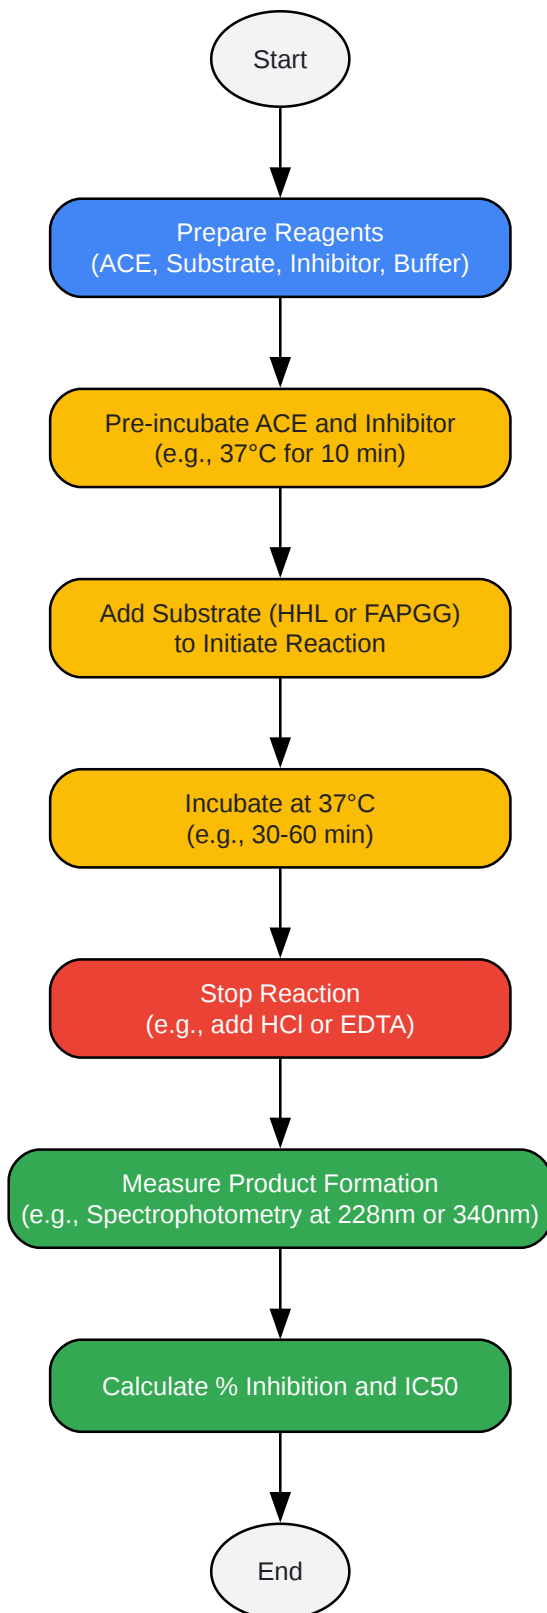 Start
Prepare Reagents
(ACE, Substrate, Inhibitor, Buffer)
Pre-incubate ACE and Inhibitor
(e.g., 37°C for 10 min)
Add Substrate (HHL or FAPGG)
to Initiate Reaction
Incubate at 37°C
(e.g., 30-60 min)
Stop Reaction
(e.g., add HCl or EDTA)
Measure Product Formation
(e.g., Spectrophotometry at 228nm or 340nm)
Calculate % Inhibition and IC50
End